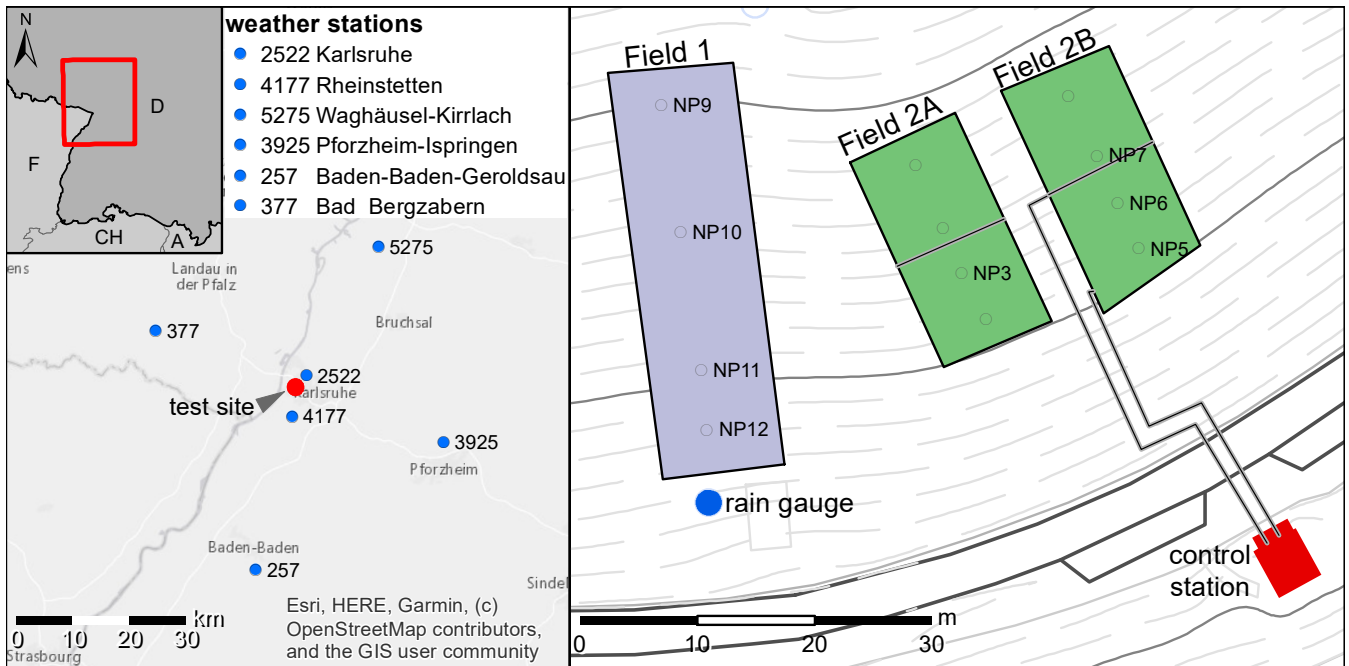 N
D
F
CH
A
weather stations
2522 Karlsruhe
4177 Rheinstetten
5275 Waghäusel-Kirrlach
3925 Pforzheim-Ispringen
257 Baden-Baden-Geroldsau
377 Bad Bergzabern
5275
ens
Landau in
der Pfalz
Bruchsal
377
2522
Karlsruhe
test site
4177
3925
Pforzheim
Baden-Baden
257
Sindel
Esri, HERE, Garmin, (c)
OpenStreetMap contributors,
and the GIS user community
km
0 10 20 30
Strasbourg
Field 1
Field 2A
Field 2B
NP9
NP7
NP10
NP6
NP5
NP3
NP11
NP12
rain gauge
control
station
m
0 10 20 30